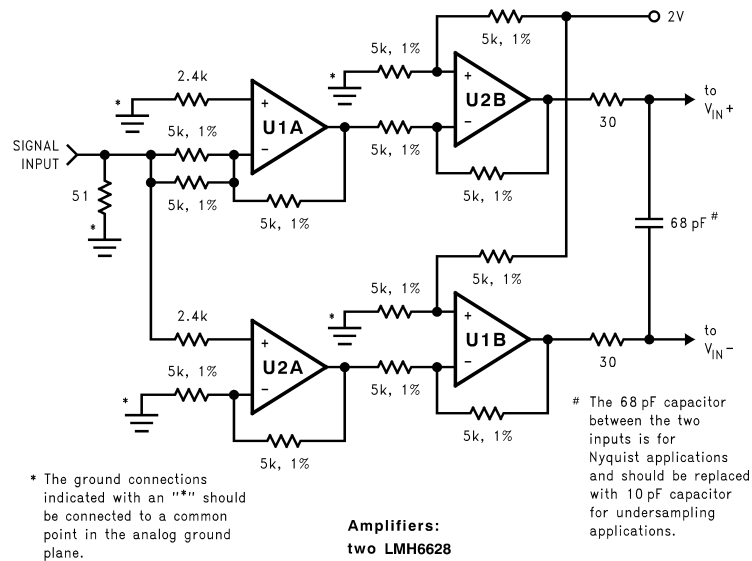 5k, 1%
2V
5k, 1%
*
+
U2B
−
to
V IN +
2.4k
*
+
U1A
−
5k, 1%
30
SIGNAL
INPUT
5k, 1%
5k, 1%
5k, 1%
5k, 1%
51
*
68 pF #
5k, 1%
5k, 1%
*
+
U1B
−
to
V IN −
2.4k
+
U2A
−
5k, 1%
30
5k, 1%
*
5k, 1%
5k, 1%
# The 68 pF capacitor
between the two
inputs is for
Nyquist applications
and should be replaced
with 10 pF capacitor
for undersampling
applications.
* The ground connections
indicated with an "*" should
be connected to a common
point in the analog ground
plane.
Amplifiers:
two LMH6628